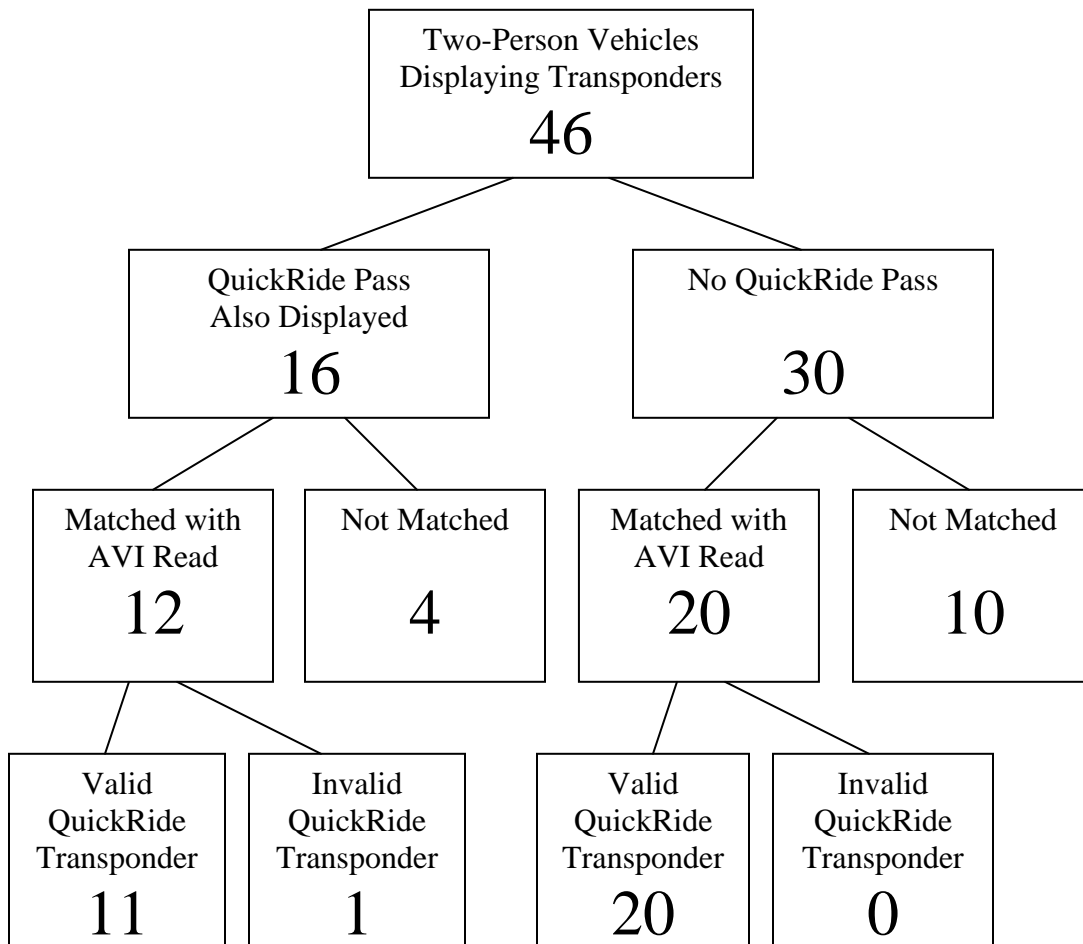 Two-Person Vehicles
Displaying Transponders
46
QuickRide Pass
Also Displayed
16
No QuickRide Pass
30
Matched with
AVI Read
12
Not Matched
4
Matched with
AVI Read
20
Not Matched
10
Valid
QuickRide
Transponder
11
Invalid
QuickRide
Transponder
1
Valid
QuickRide
Transponder
20
Invalid
QuickRide
Transponder
0